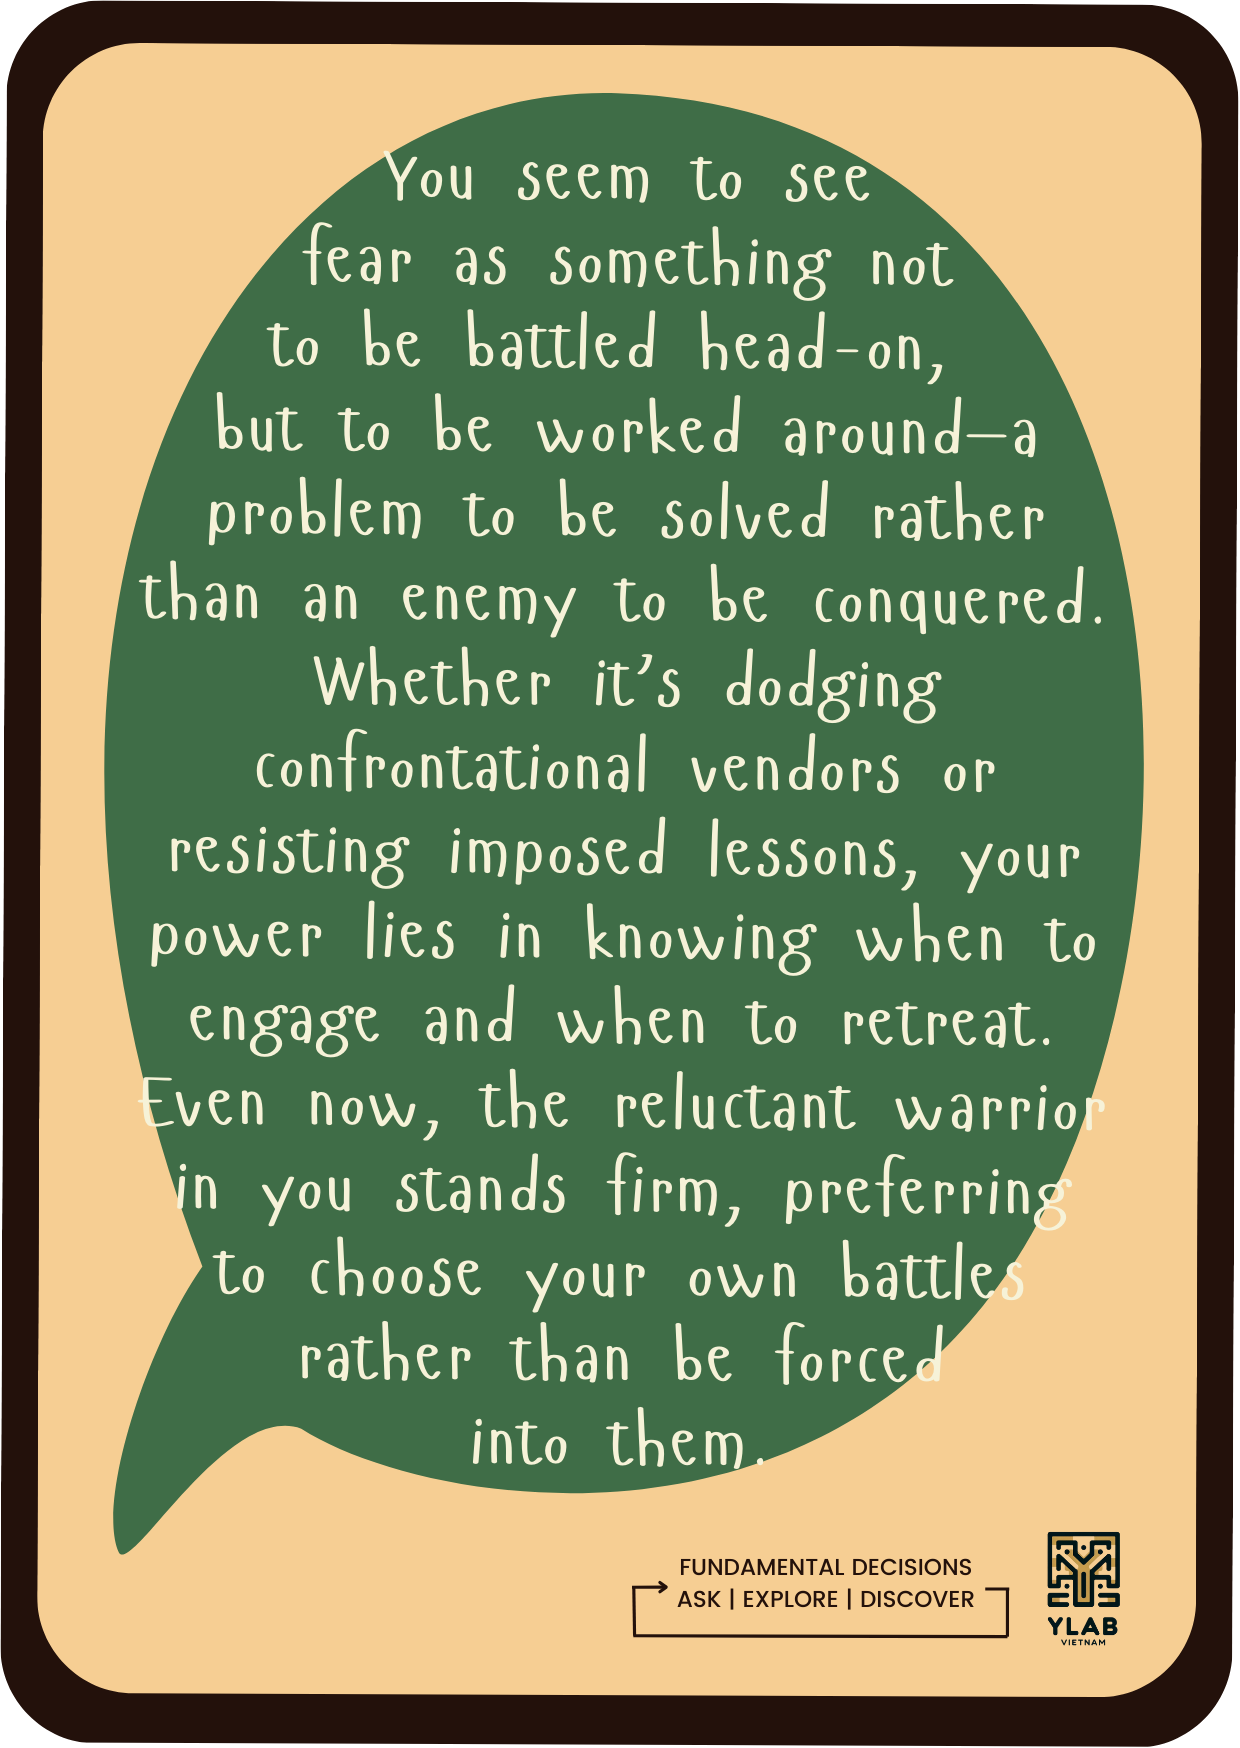 You seem to see
fear as something not
to be battled head-on,
but to be worked around—a
problem to be solved rather
than an enemy to be conquered.
Whether it's dodging
confrontational vendors or
resisting imposed lessons, your
power lies in knowing when to
engage and when to retreat.
Even now, the reluctant warrior
in you stands firm, preferring
to choose your own battles
rather than be forced
into them.
FUNDAMENTAL DECISIONS
ASK | EXPLORE | DISCOVER
YLAB
VIETNAM